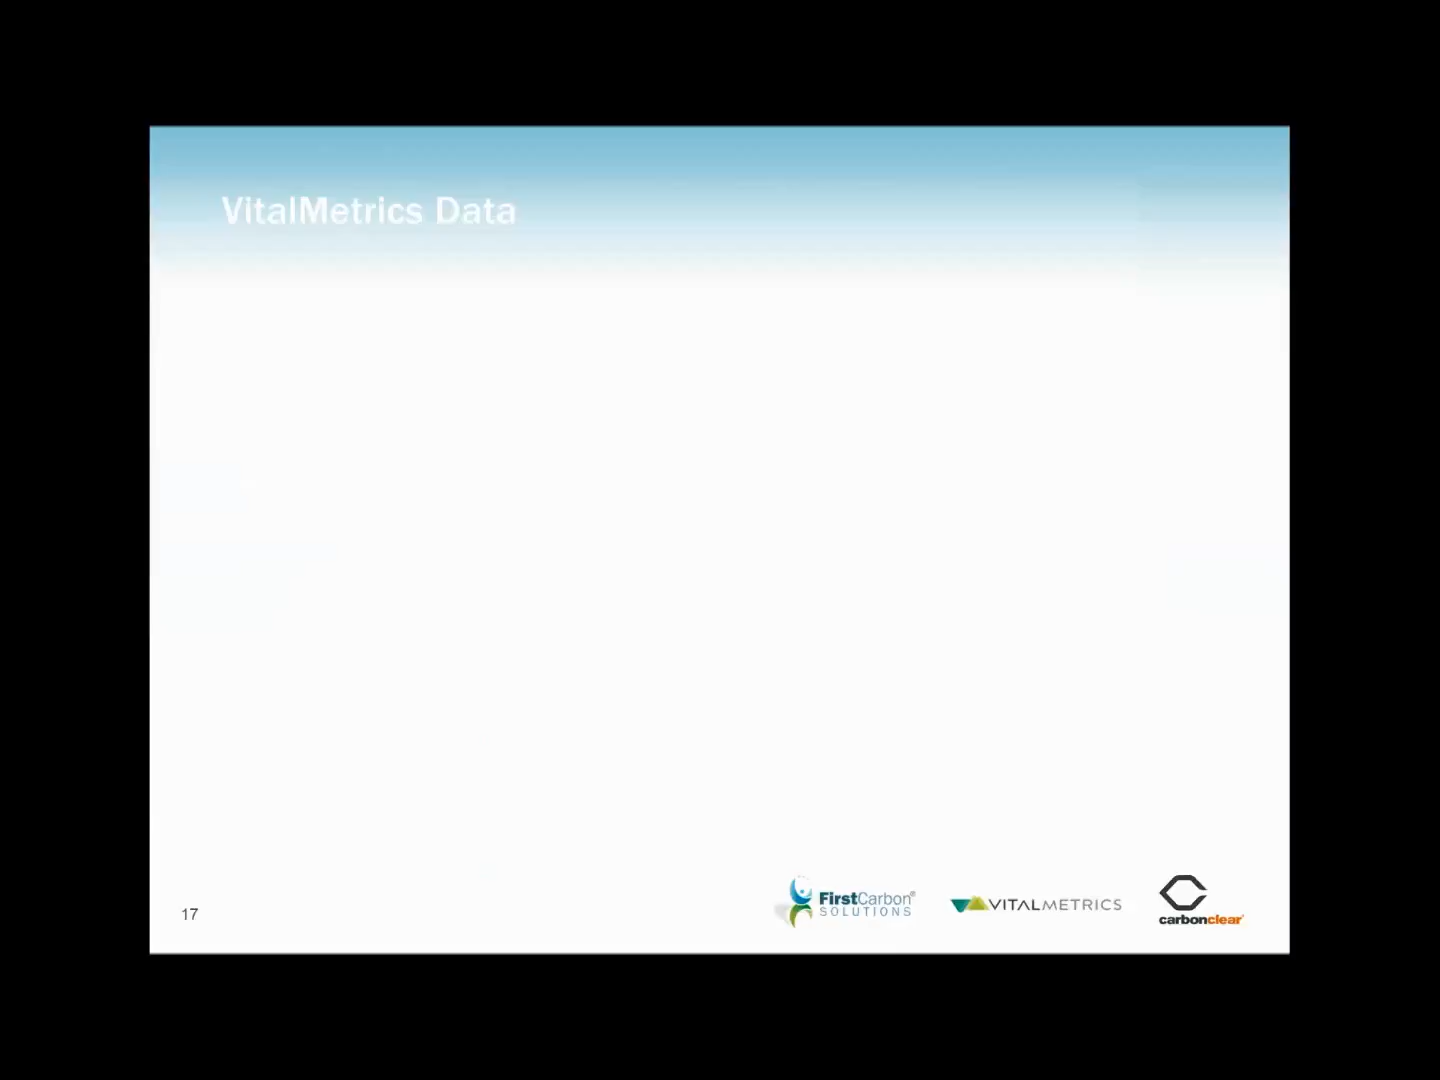 VitalMetrics Data
17
FirstCarbon®
SOLUTIONS
VITALMETRICS
carbonclear